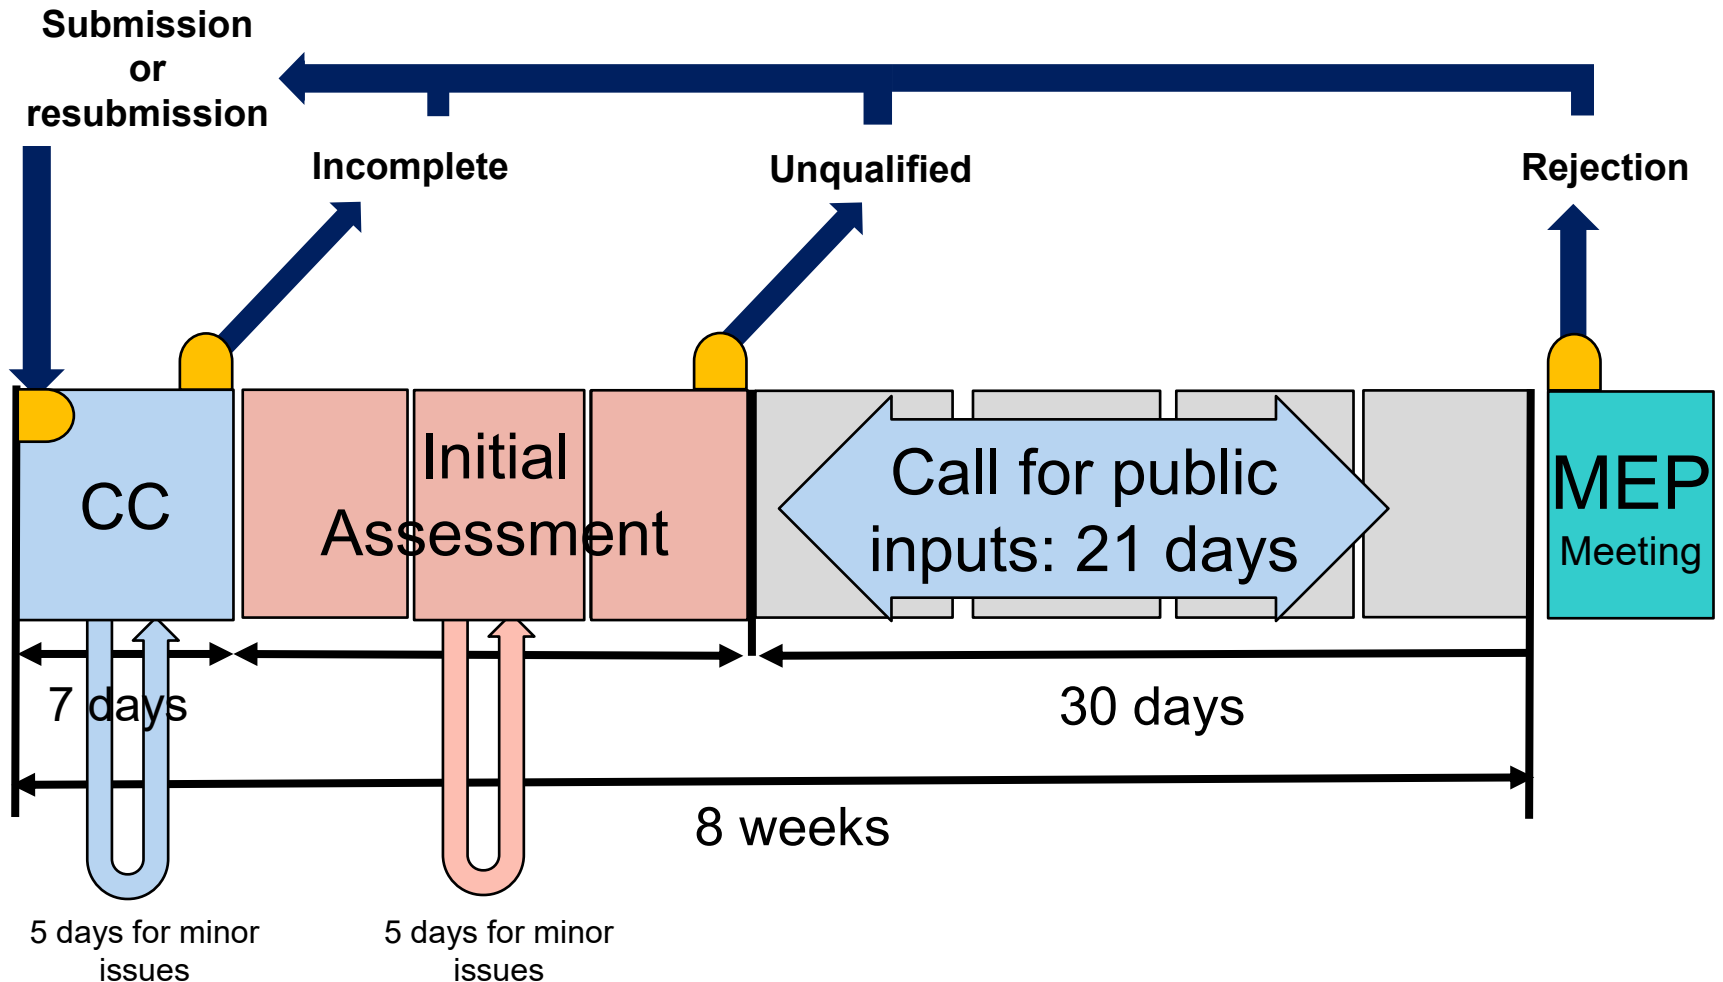 Submission
or
resubmission
Incomplete
Unqualified
Rejection
CC
Initial
Assessment
Call for public
inputs: 21 days
MEP
Meeting
7 days
30 days
8 weeks
5 days for minor
issues
5 days for minor
issues